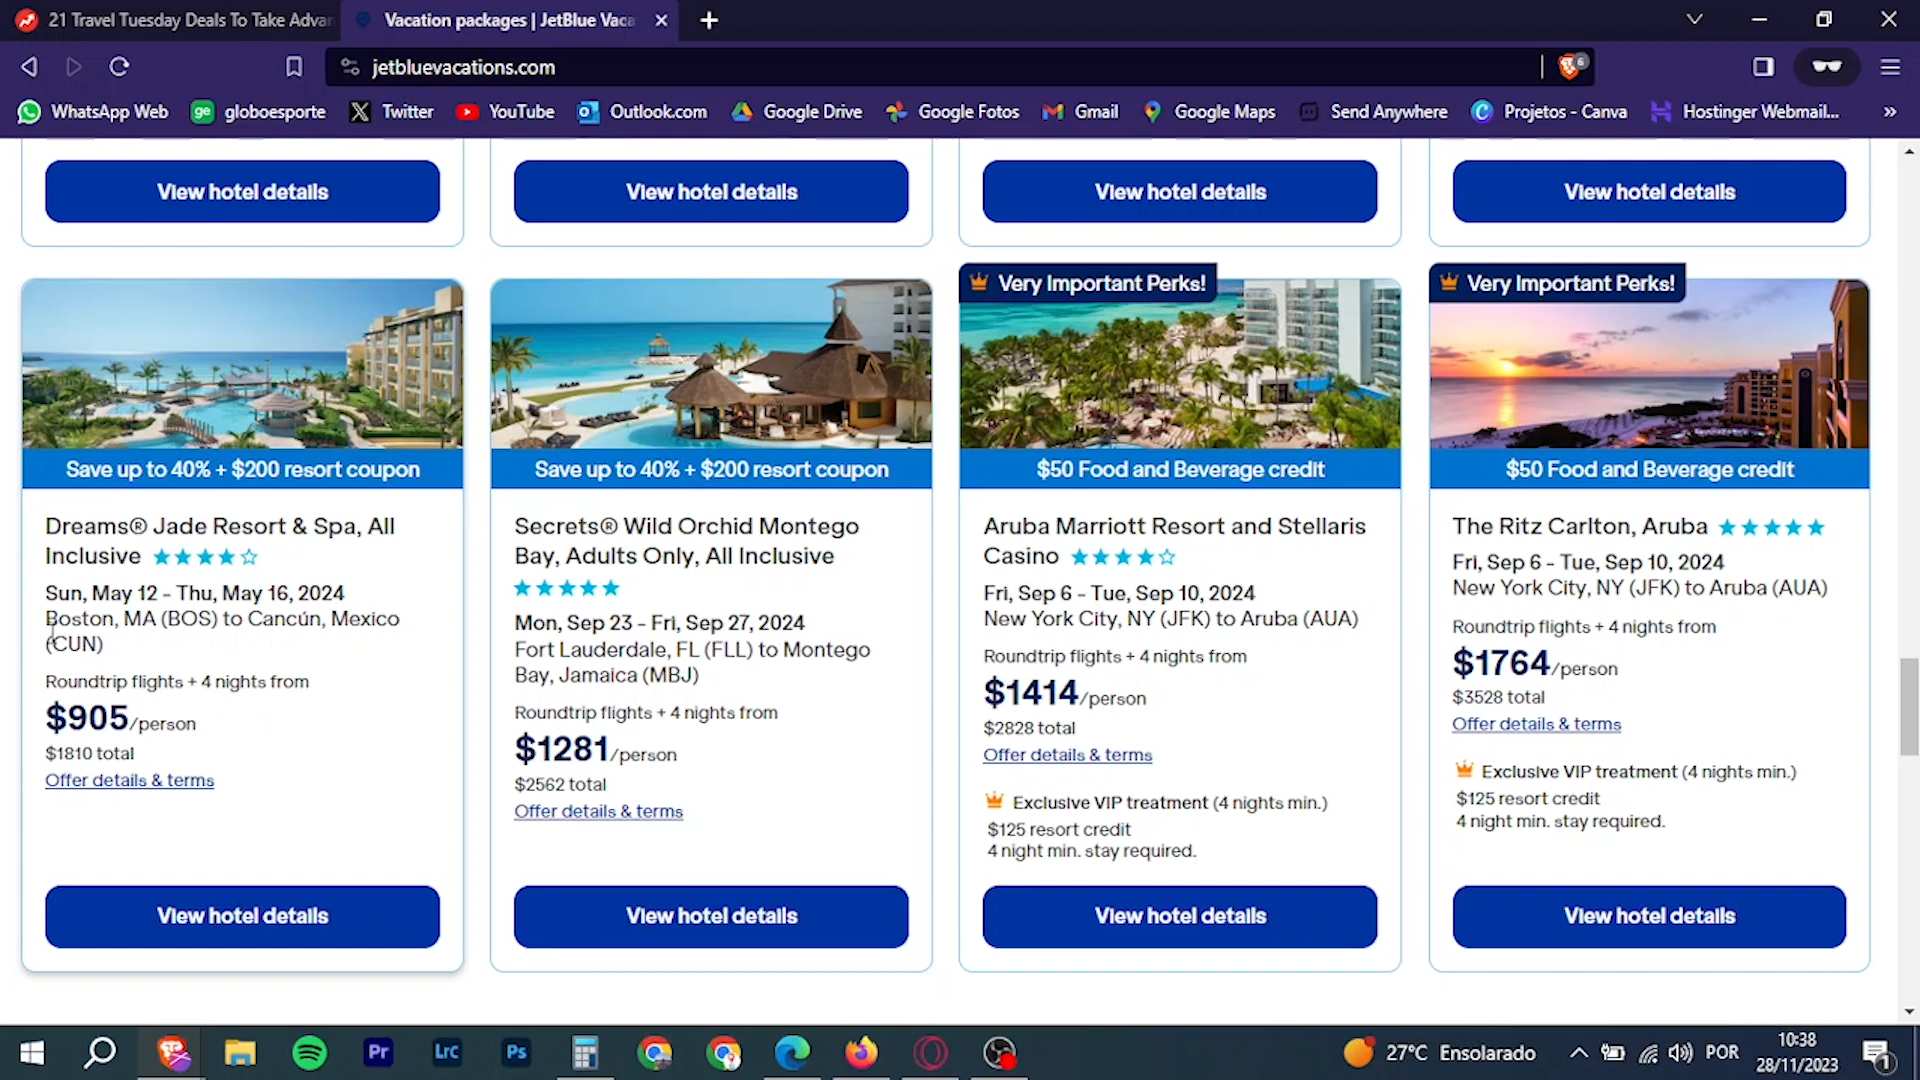 21 Travel Tuesday Deals To Take Advan
Vacation packages | JetBlue Vaca
jetbluevacations.com
6
WhatsApp Web
ge
globoesporte
Twitter
YouTube
Outlook.com
Google Drive
Google Fotos
Gmail
Google Maps
Send Anywhere
Projetos - Canva
Hostinger Webmail...
View hotel details
View hotel details
View hotel details
View hotel details
Save up to 40% + $200 resort coupon
Dreams® Jade Resort & Spa, All
Inclusive
Sun, May 12 - Thu, May 16, 2024
Boston, MA (BOS) to Cancún, Mexico
(CUN)
Roundtrip flights + 4 nights from
$905/person
$1810 total
Offer details & terms
View hotel details
Save up to 40% + $200 resort coupon
Secrets® Wild Orchid Montego
Bay, Adults Only, All Inclusive
Mon, Sep 23 - Fri, Sep 27, 2024
Fort Lauderdale, FL (FLL) to Montego
Bay, Jamaica (MBJ)
Roundtrip flights + 4 nights from
$1281/person
$2562 total
Offer details & terms
View hotel details
Very Important Perks!
$50 Food and Beverage credit
Aruba Marriott Resort and Stellaris
Casino
Fri, Sep 6 - Tue, Sep 10, 2024
New York City, NY (JFK) to Aruba (AUA)
Roundtrip flights + 4 nights from
$1414/person
$2828 total
Offer details & terms
Exclusive VIP treatment (4 nights min.)
$125 resort credit
4 night min. stay required.
View hotel details
Very Important Perks!
$50 Food and Beverage credit
The Ritz Carlton, Aruba
Fri, Sep 6 - Tue, Sep 10, 2024
New York City, NY (JFK) to Aruba (AUA)
Roundtrip flights + 4 nights from
$1764/person
$3528 total
Offer details & terms
Exclusive VIP treatment (4 nights min.)
$125 resort credit
4 night min. stay required.
View hotel details
Pr
LrC
Ps
27°C Ensolarado
POR
10:38
28/11/2023
1